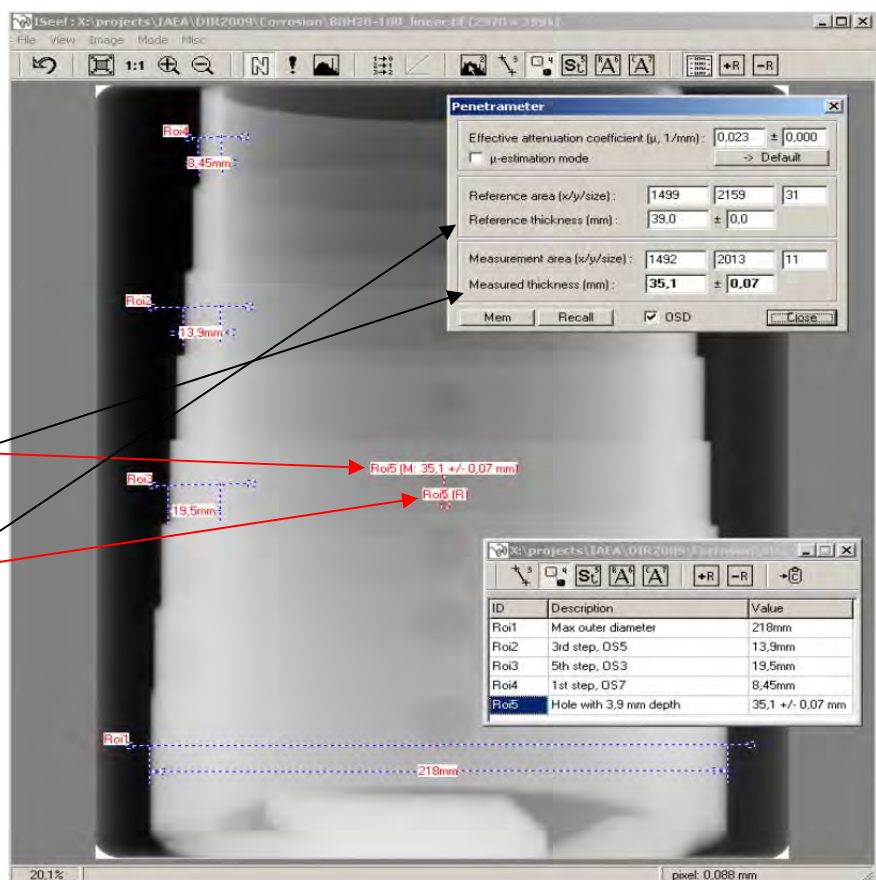 ISee! : X:\projects\IAEA\DIR2009\Corrosion\80H20-100_linear.tif
File View Image Mode Misc
1:1
N
!
+R
-R
Roi4
8,45mm
Penetrameter
Effective attenuation coefficient (µ, 1/mm) : 0,023 ± 0,000
µ-estimation mode
-> Default
Reference area (x/y/size) : 1499 2159 31
Reference thickness (mm) : 39,0 ± 0,0
Measurement area (x/y/size) : 1492 2013 11
Measured thickness (mm) : 35,1 ± 0,07
Mem Recall OSD Close
Roi2
13,9mm
Roi5 (M: 35,1 +/- 0,07 mm)
Roi5 (R)
Roi3
19,5mm
X:\projects\IAEA\DIR2009\Corrosion
+R -R
ID Description Value
Roi1 Max outer diameter 218mm
Roi2 3rd step, OS5 13,9mm
Roi3 5th step, OS3 19,5mm
Roi4 1st step, OS7 8,45mm
Roi5 Hole with 3,9 mm depth 35,1 +/- 0,07 mm
Roi1
218mm
20,1% pixel: 0,088 mm